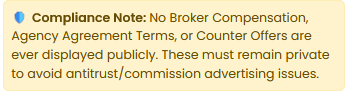 Compliance Note: No Broker Compensation,
Agency Agreement Terms, or Counter Offers are
ever displayed publicly. These must remain private
to avoid antitrust/commission advertising issues.